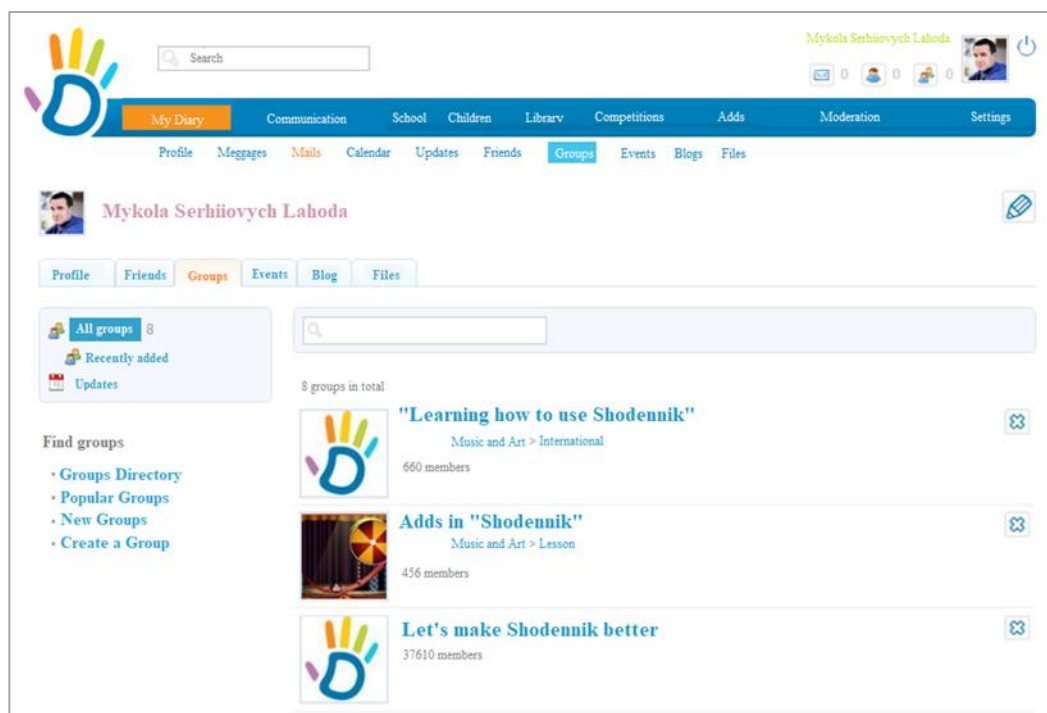 Mykola Serhiiovych Lahoda
Search
0 0 0
My Diary Communication School Children Library Competitions Adds Moderation Settings
Profile Meggages Mails Calendar Updates Friends Groups Events Blogs Files
Mykola Serhiiovych Lahoda
Profile Friends Groups Events Blog Files
All groups 8
Recently added
Updates
Find groups
Groups Directory
Popular Groups
New Groups
Create a Group
8 groups in total
"Learning how to use Shodennik"
Music and Art > International
660 members
Adds in "Shodennik"
Music and Art > Lesson
456 members
Let's make Shodennik better
37610 members